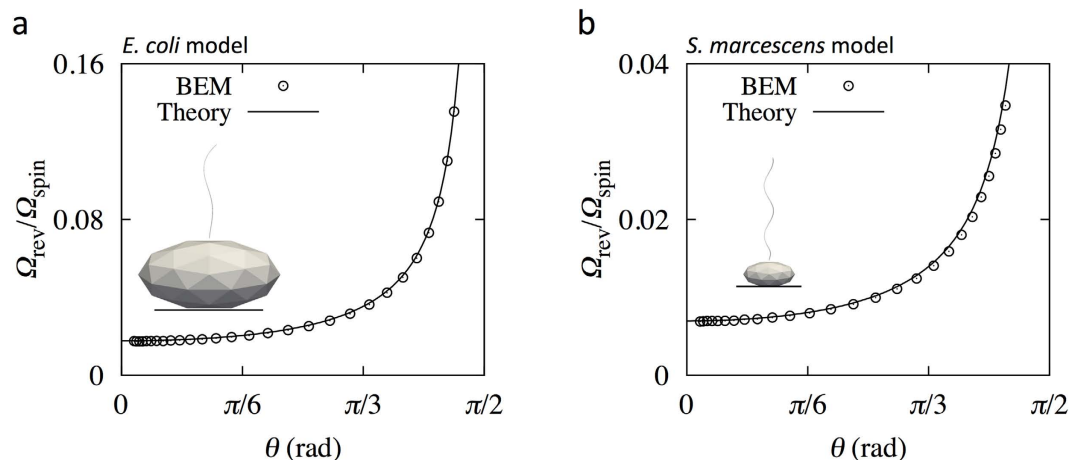 a
E. coli model
0.16
0.08
0
Ω_rev/Ω_spin
BEM
Theory
0 π/6 π/3 π/2
θ (rad)
b
S. marcescens model
0.04
0.02
0
Ω_rev/Ω_spin
BEM
Theory
0 π/6 π/3 π/2
θ (rad)